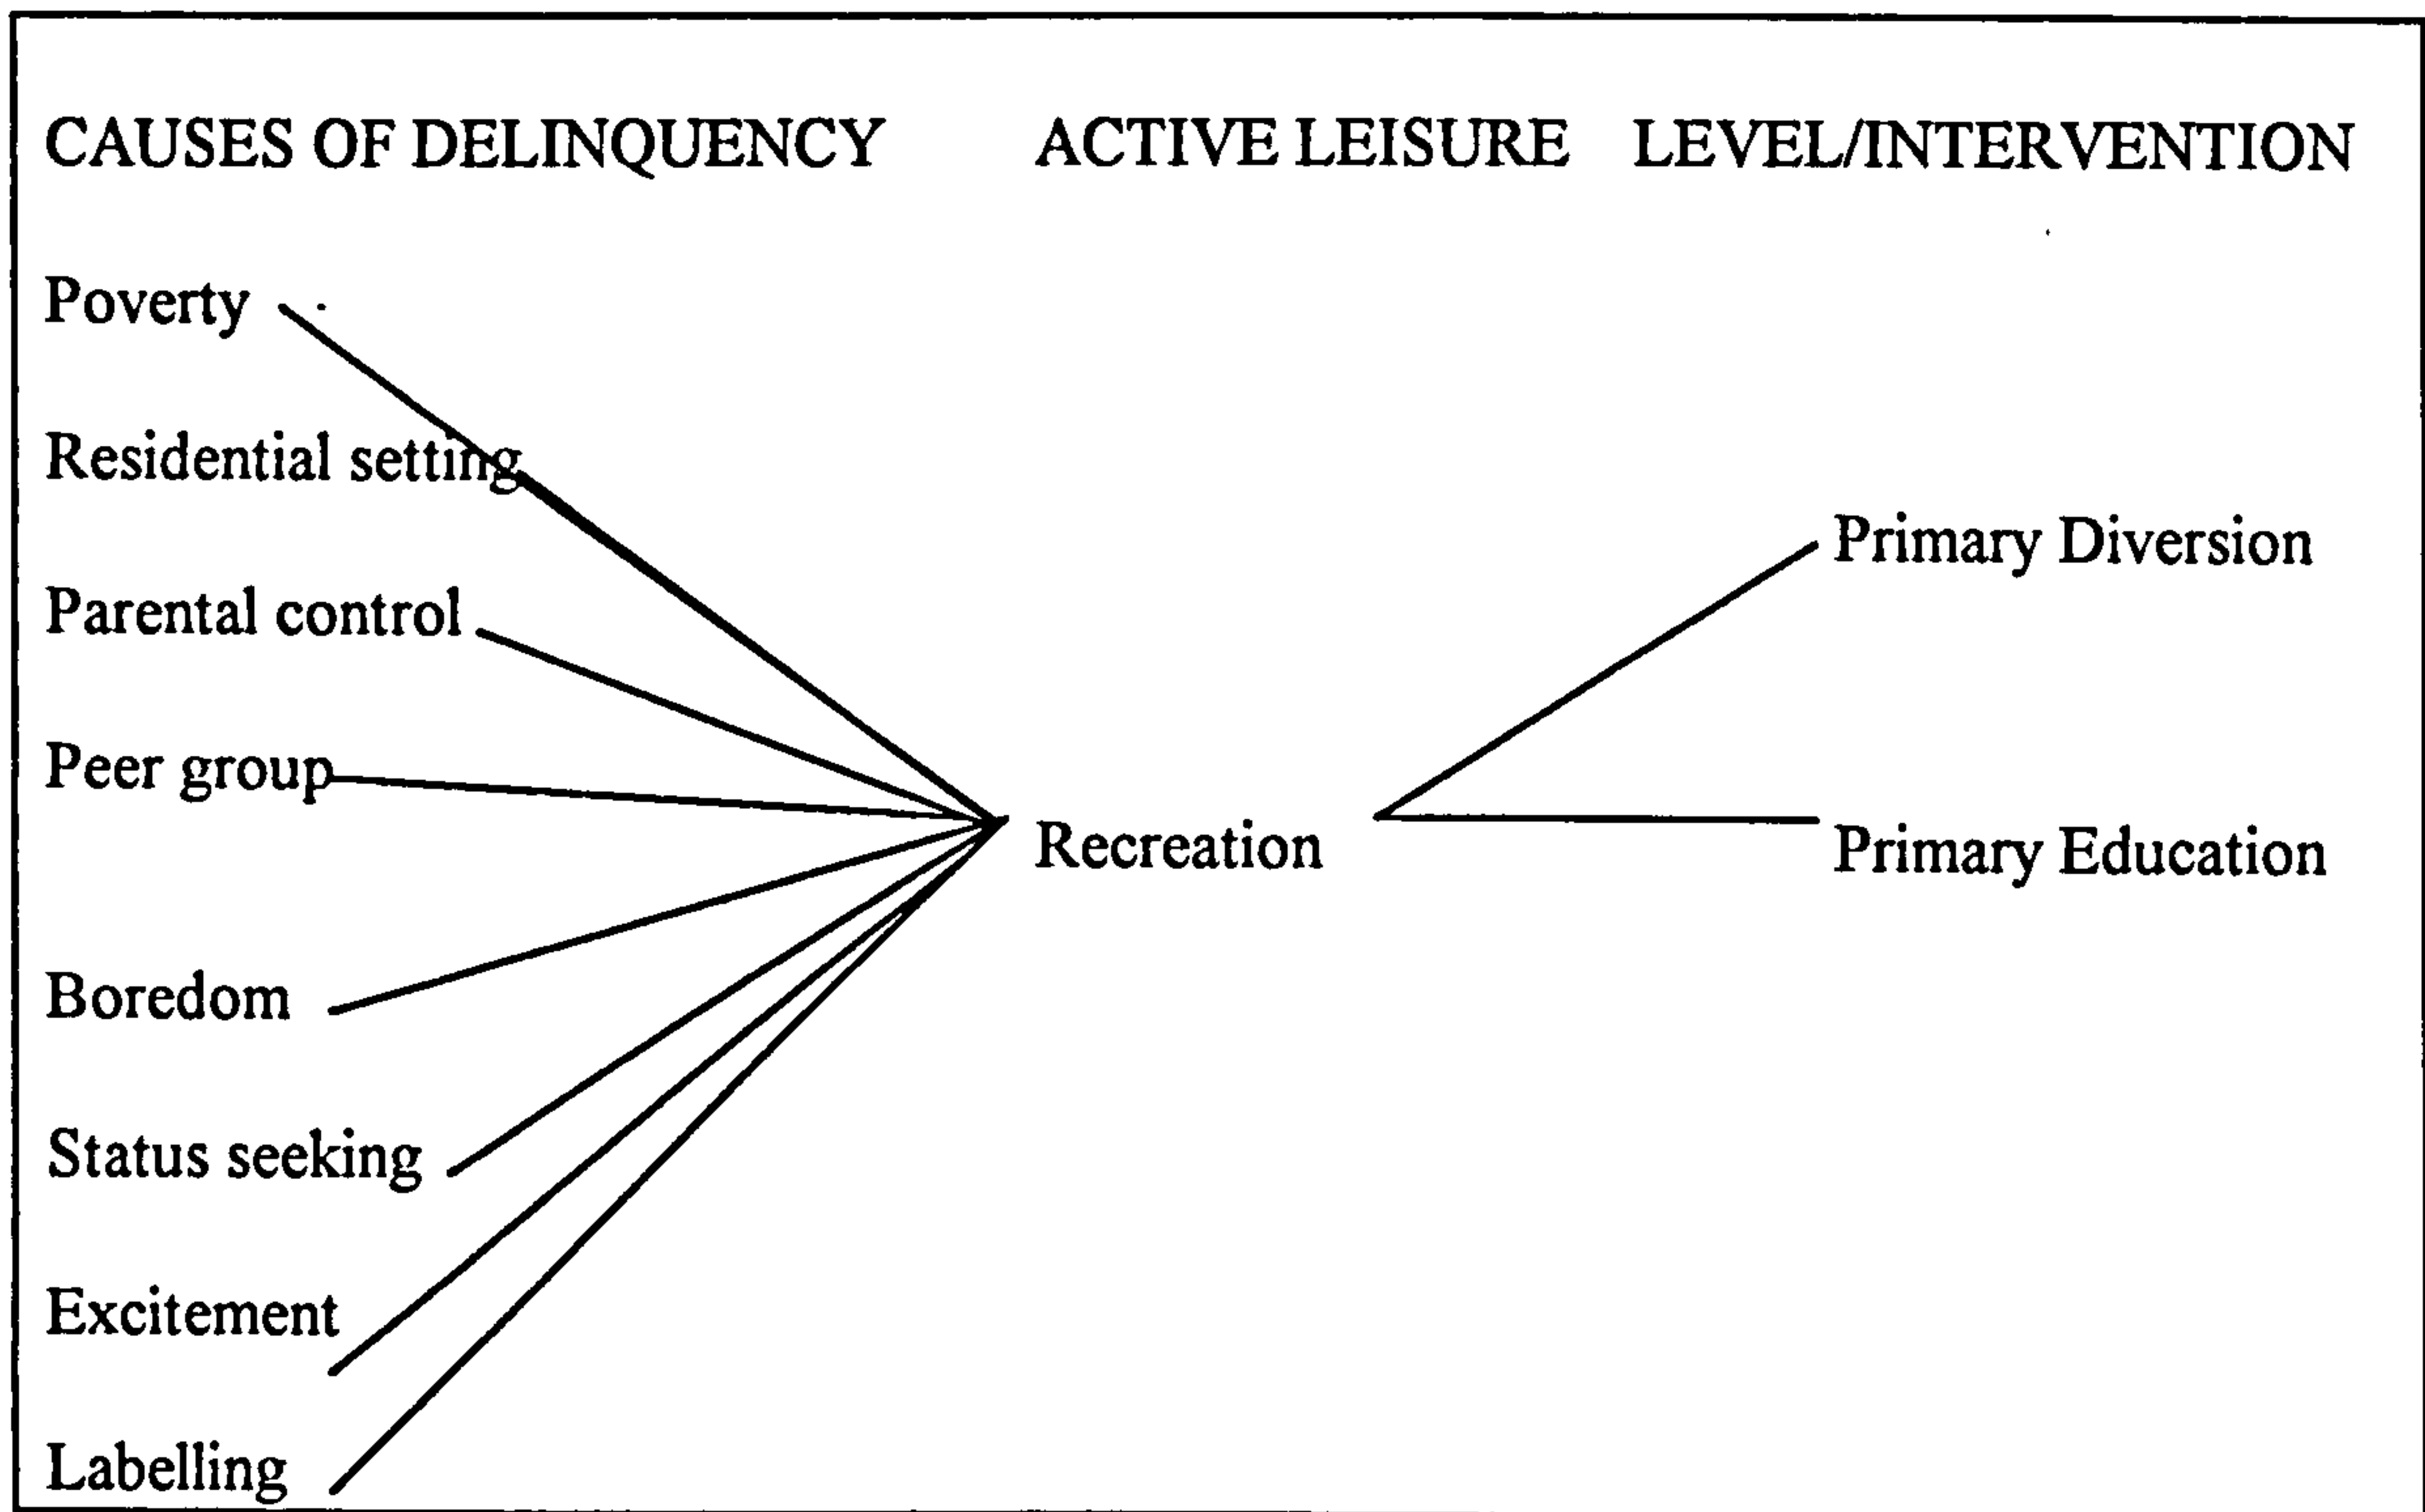 CAUSES OF DELINQUENCY ACTIVE LEISURE LEVEL/INTERVENTION
Poverty
Residential setting
Primary Diversion
Parental control
Peer group
Recreation
Primary Education
Boredom
Status seeking
Excitement
Labelling